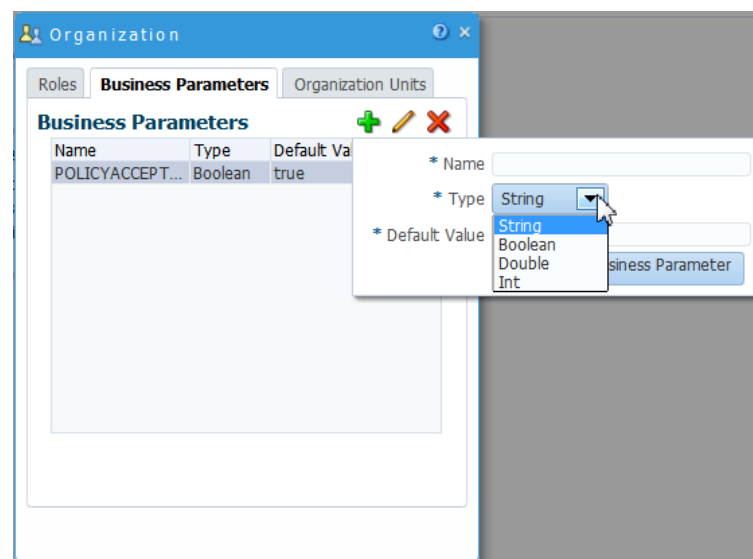 Organization
Roles Business Parameters Organization Units
Business Parameters
Name Type Default Va
POLICYACCEPT... Boolean true
* Name
* Type String
String
Boolean
Double
Int
* Default Value
siness Parameter